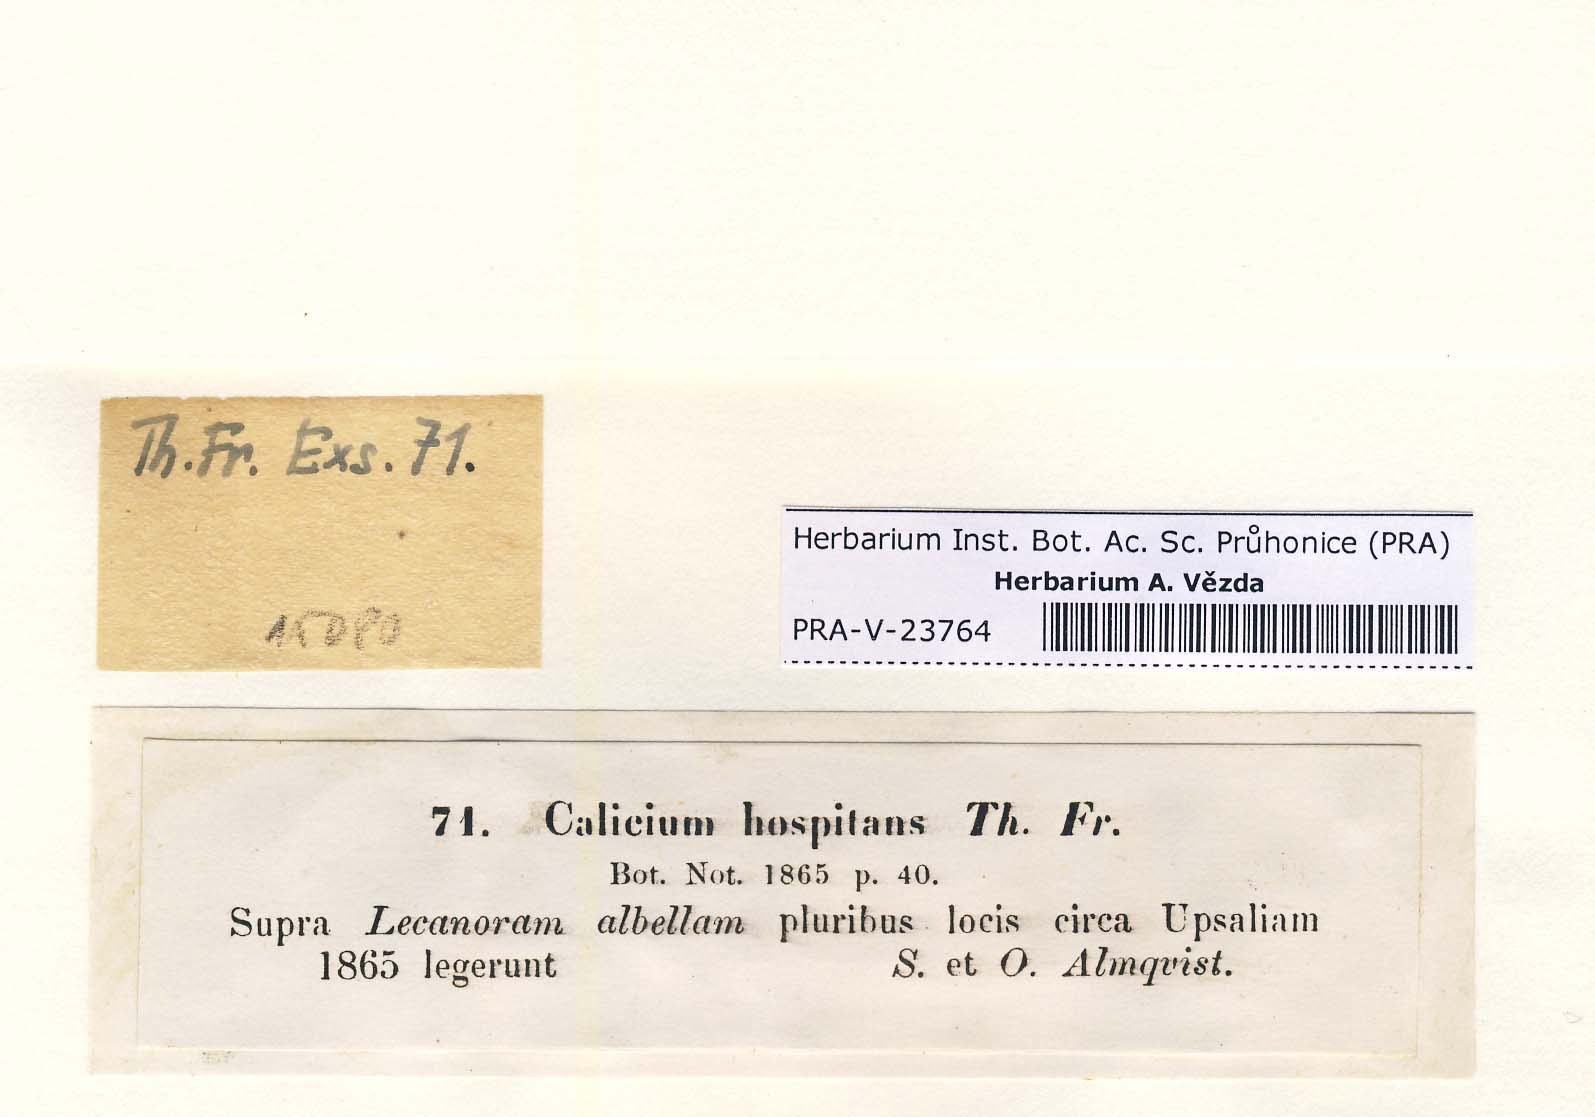 Th. Fr. Exs. 71.
Herbarium Inst. Bot. Ac. Sc. Průhonice (PRA)
Herbarium A. Vězda
PRA-V-23764
71. Calicium hospitans Th. Fr.
Bot. Not. 1865 p. 40.
Supra Lecanoram albellam pluribus locis circa Upsaliam
1865 legerunt S. et O. Almqvist.